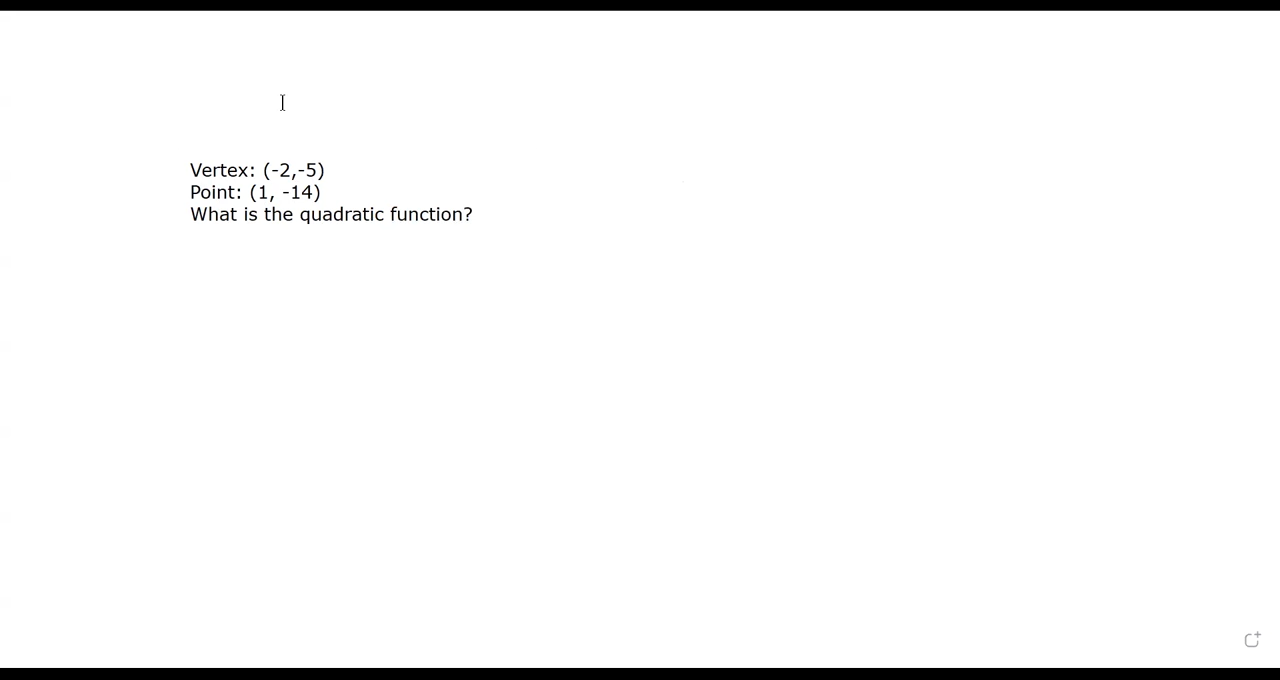 Vertex: (-2,-5)
Point: (1, -14)
What is the quadratic function?